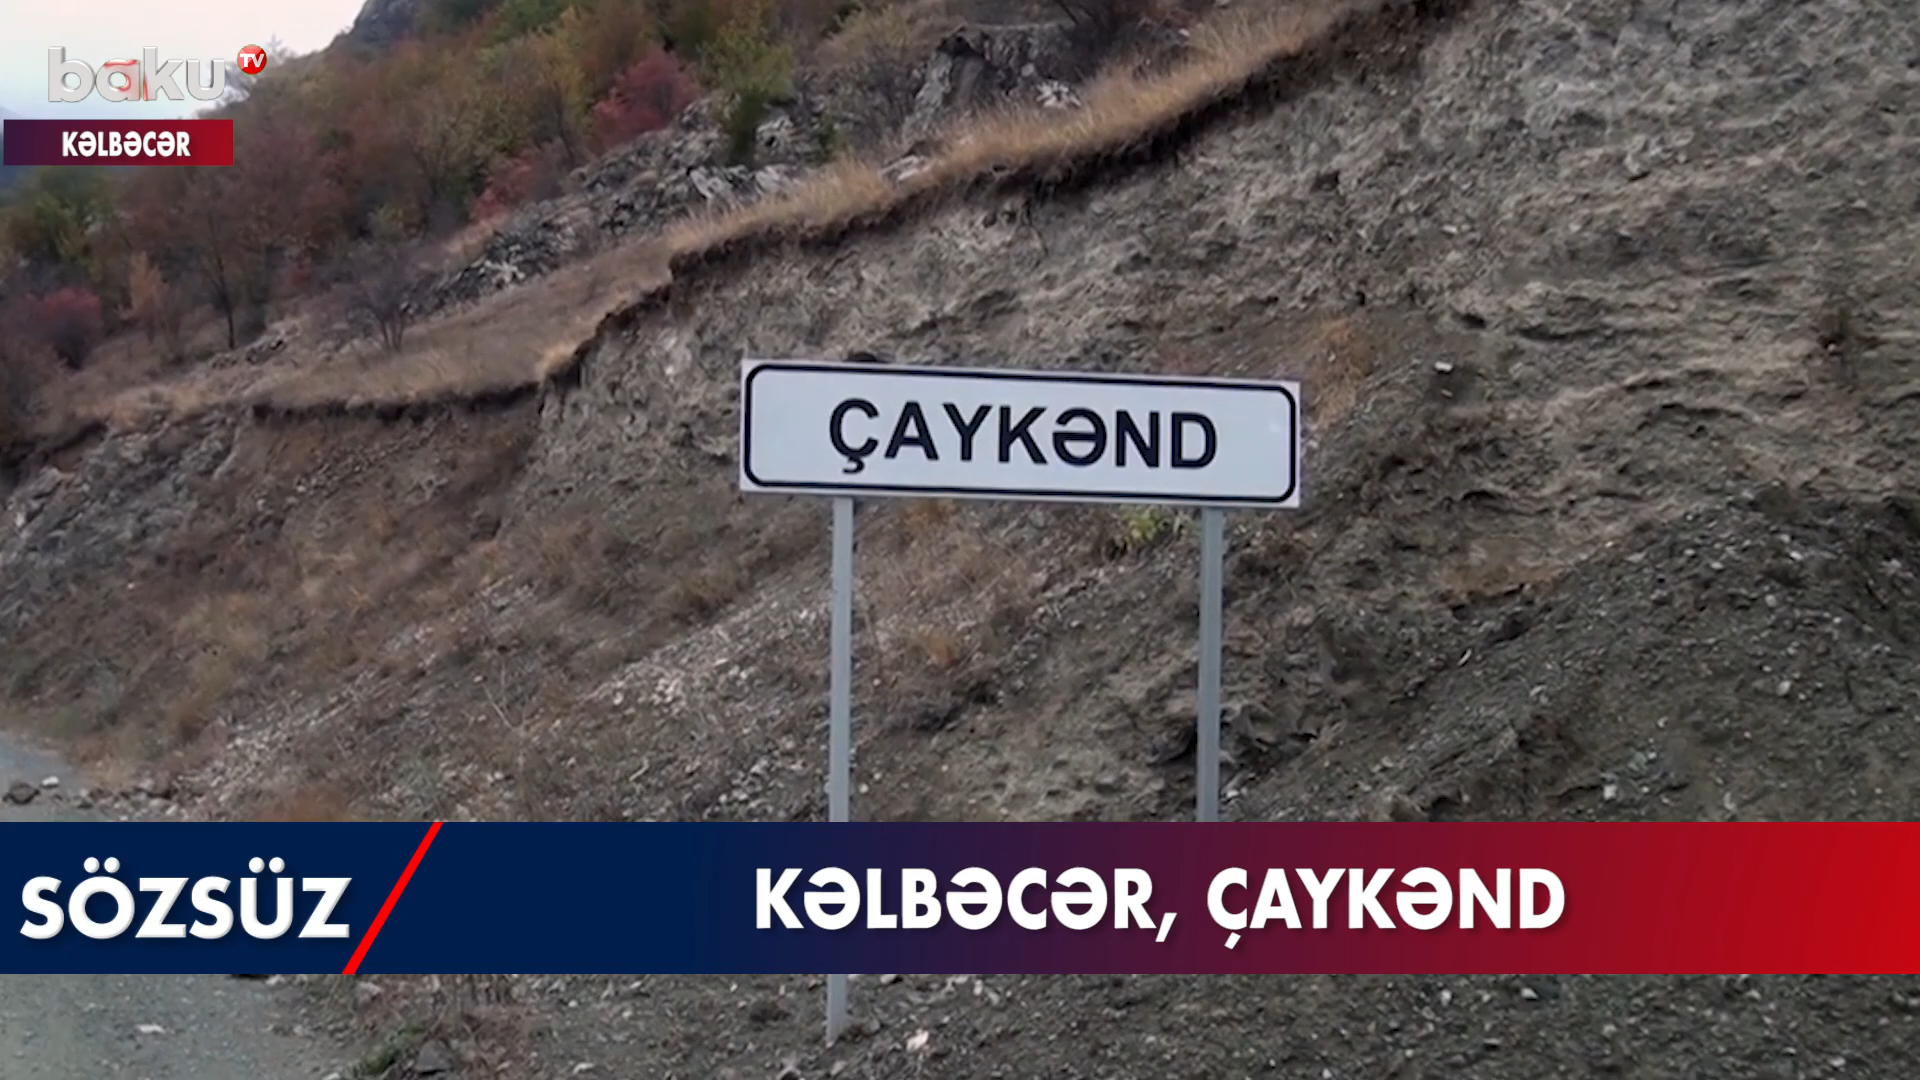 baku TV
KƏLBƏCƏR
ÇAYKƏND
SÖZSÜZ
KƏLBƏCƏR, ÇAYKƏND